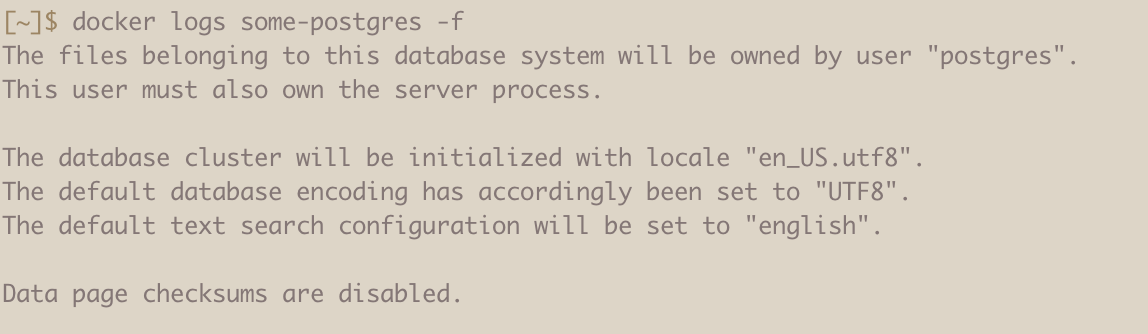 [~]$ docker logs some-postgres -f
The files belonging to this database system will be owned by user "postgres".
This user must also own the server process.
The database cluster will be initialized with locale "en_US.utf8".
The default database encoding has accordingly been set to "UTF8".
The default text search configuration will be set to "english".
Data page checksums are disabled.